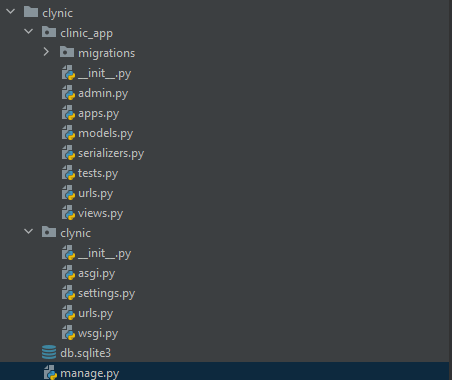 clynic
clinic_app
migrations
__init__.py
admin.py
apps.py
models.py
serializers.py
tests.py
urls.py
views.py
clynic
__init__.py
asgi.py
settings.py
urls.py
wsgi.py
db.sqlite3
manage.py